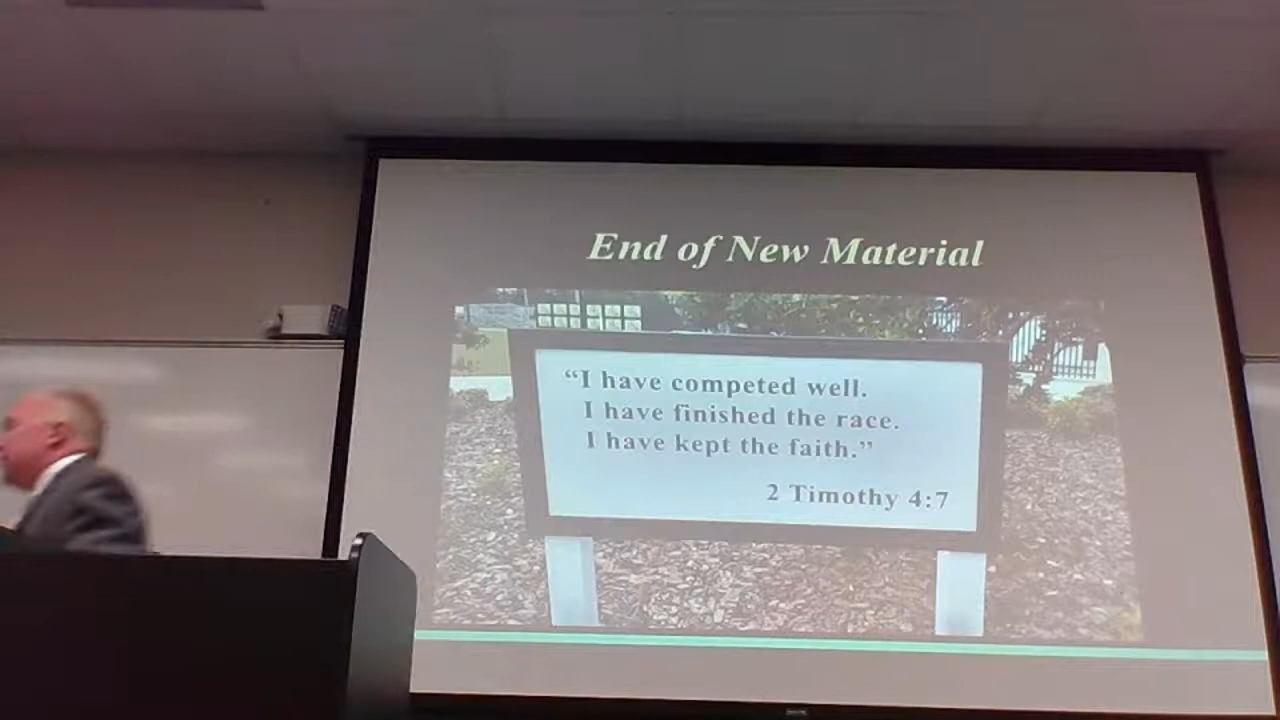 End of New Material
“I have competed well.
I have finished the race.
I have kept the faith.”
2 Timothy 4:7